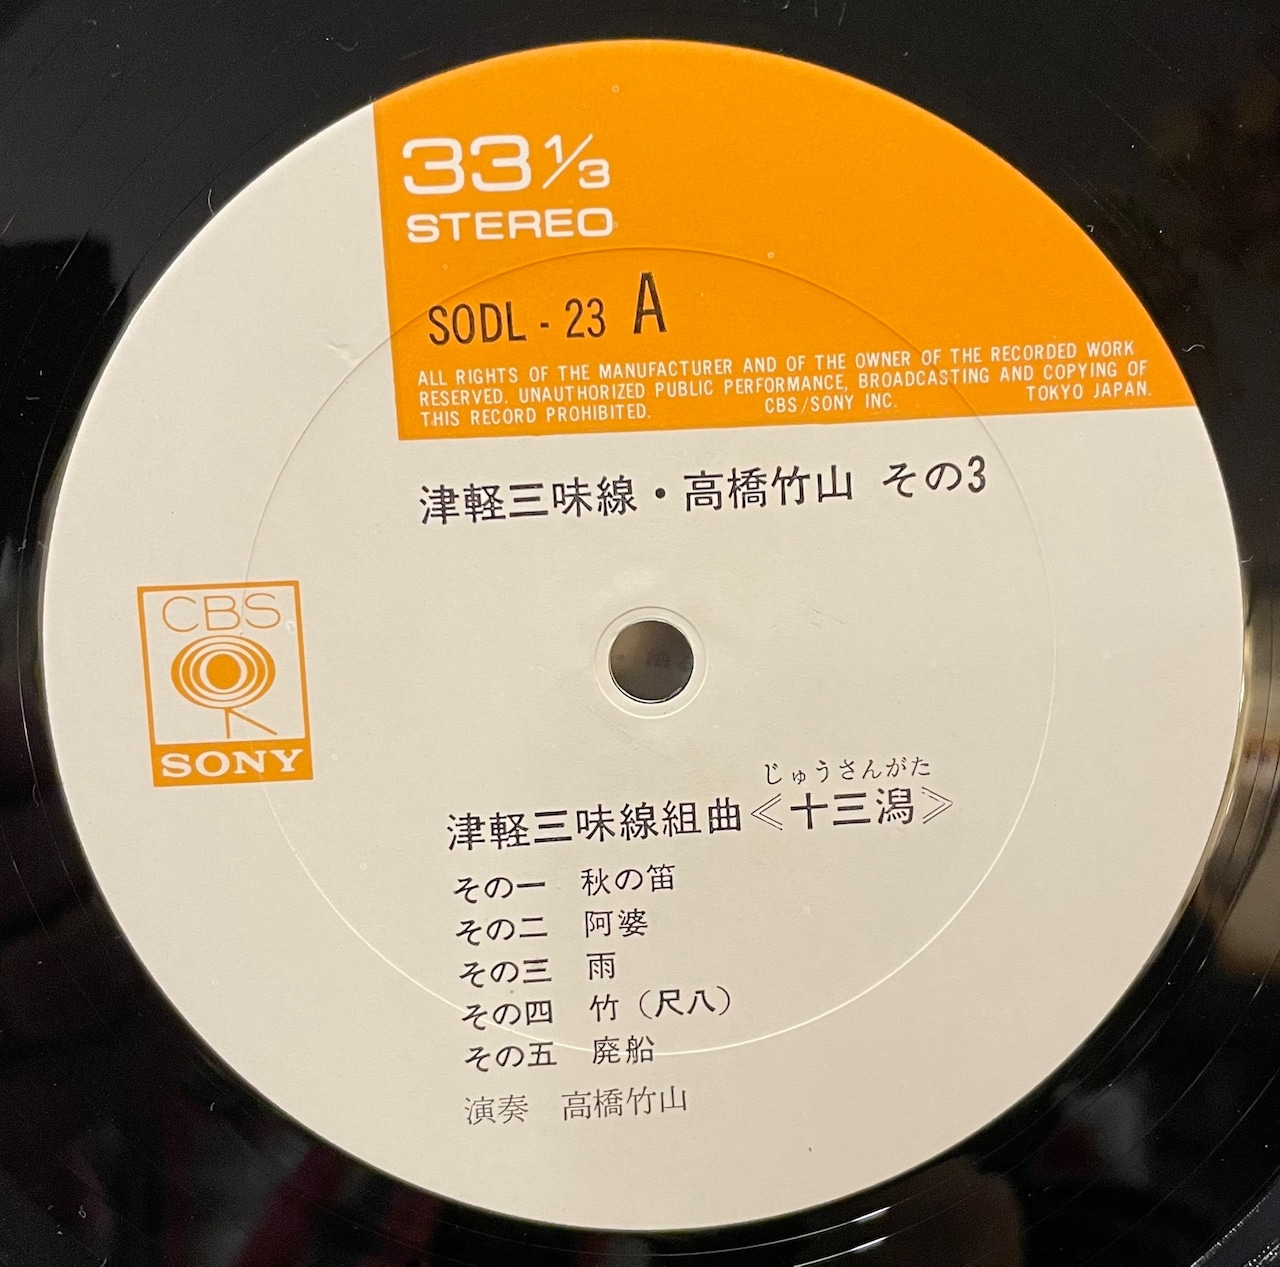 33 1/3
STEREO
SODL - 23 A
ALL RIGHTS OF THE MANUFACTURER AND OF THE OWNER OF THE RECORDED WORK
RESERVED. UNAUTHORIZED PUBLIC PERFORMANCE, BROADCASTING AND COPYING OF
THIS RECORD PROHIBITED. CBS/SONY INC. TOKYO JAPAN.
津軽三味線・高橋竹山 その3
CBS
SONY
じゅうさんがた
津軽三味線組曲《十三潟》
その一 秋の笛
その二 阿婆
その三 雨
その四 竹（尺八）
その五 廃船
演奏 高橋竹山